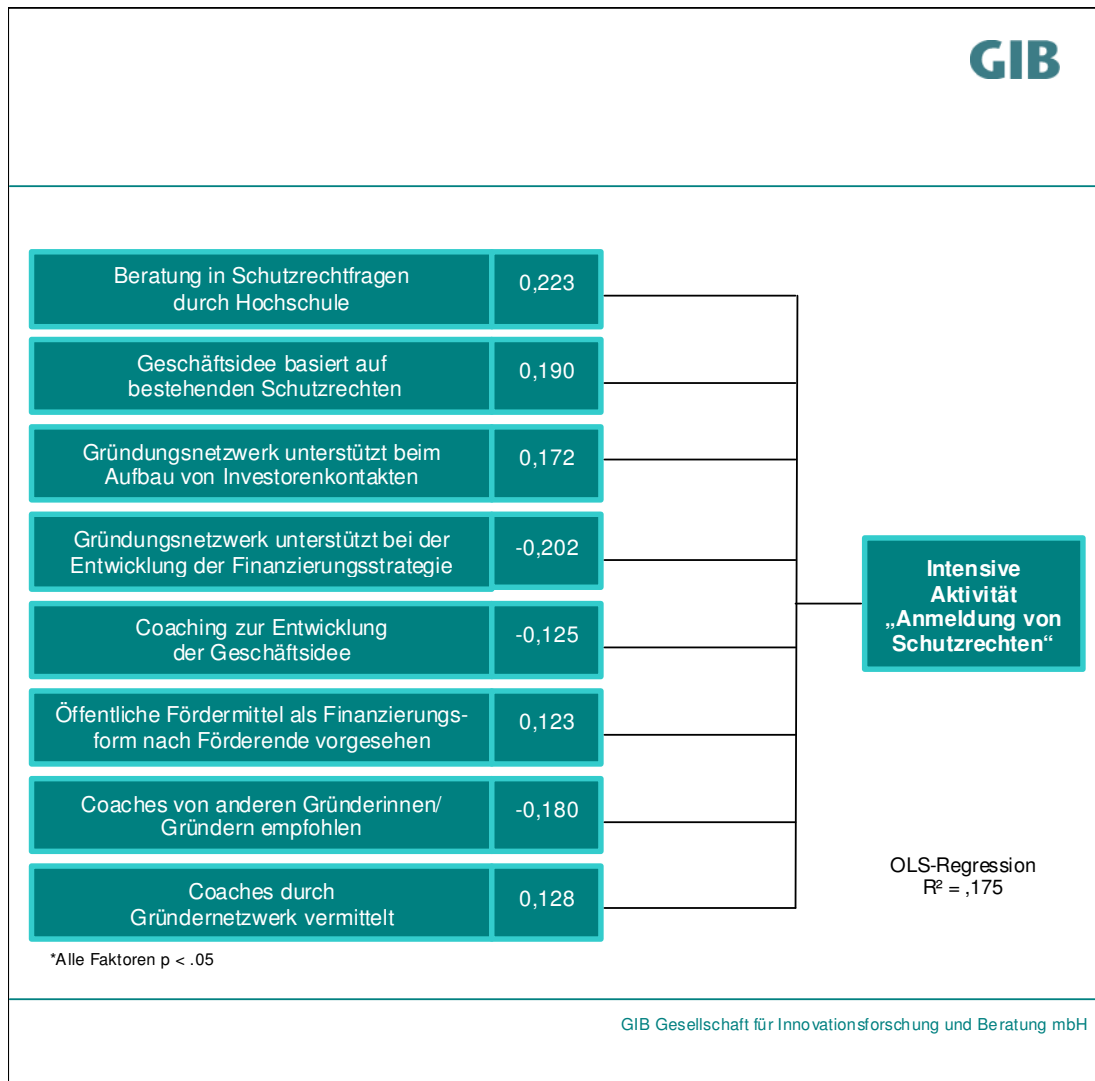 GIB
Beratung in Schutzrechtfragen
durch Hochschule
0,223
Geschäftsidee basiert auf
bestehenden Schutzrechten
0,190
Gründungsnetzwerk unterstützt beim
Aufbau von Investorenkontakten
0,172
Gründungsnetzwerk unterstützt bei der
Entwicklung der Finanzierungsstrategie
-0,202
Coaching zur Entwicklung
der Geschäftsidee
-0,125
Öffentliche Fördermittel als Finanzierungs-
form nach Förderende vorgesehen
0,123
Coaches von anderen Gründerinnen/
Gründern empfohlen
-0,180
Coaches durch
Gründernetzwerk vermittelt
0,128
Intensive
Aktivität
„Anmeldung von
Schutzrechten“
OLS-Regression
R² = ,175
*Alle Faktoren p < .05
GIB Gesellschaft für Innovationsforschung und Beratung mbH